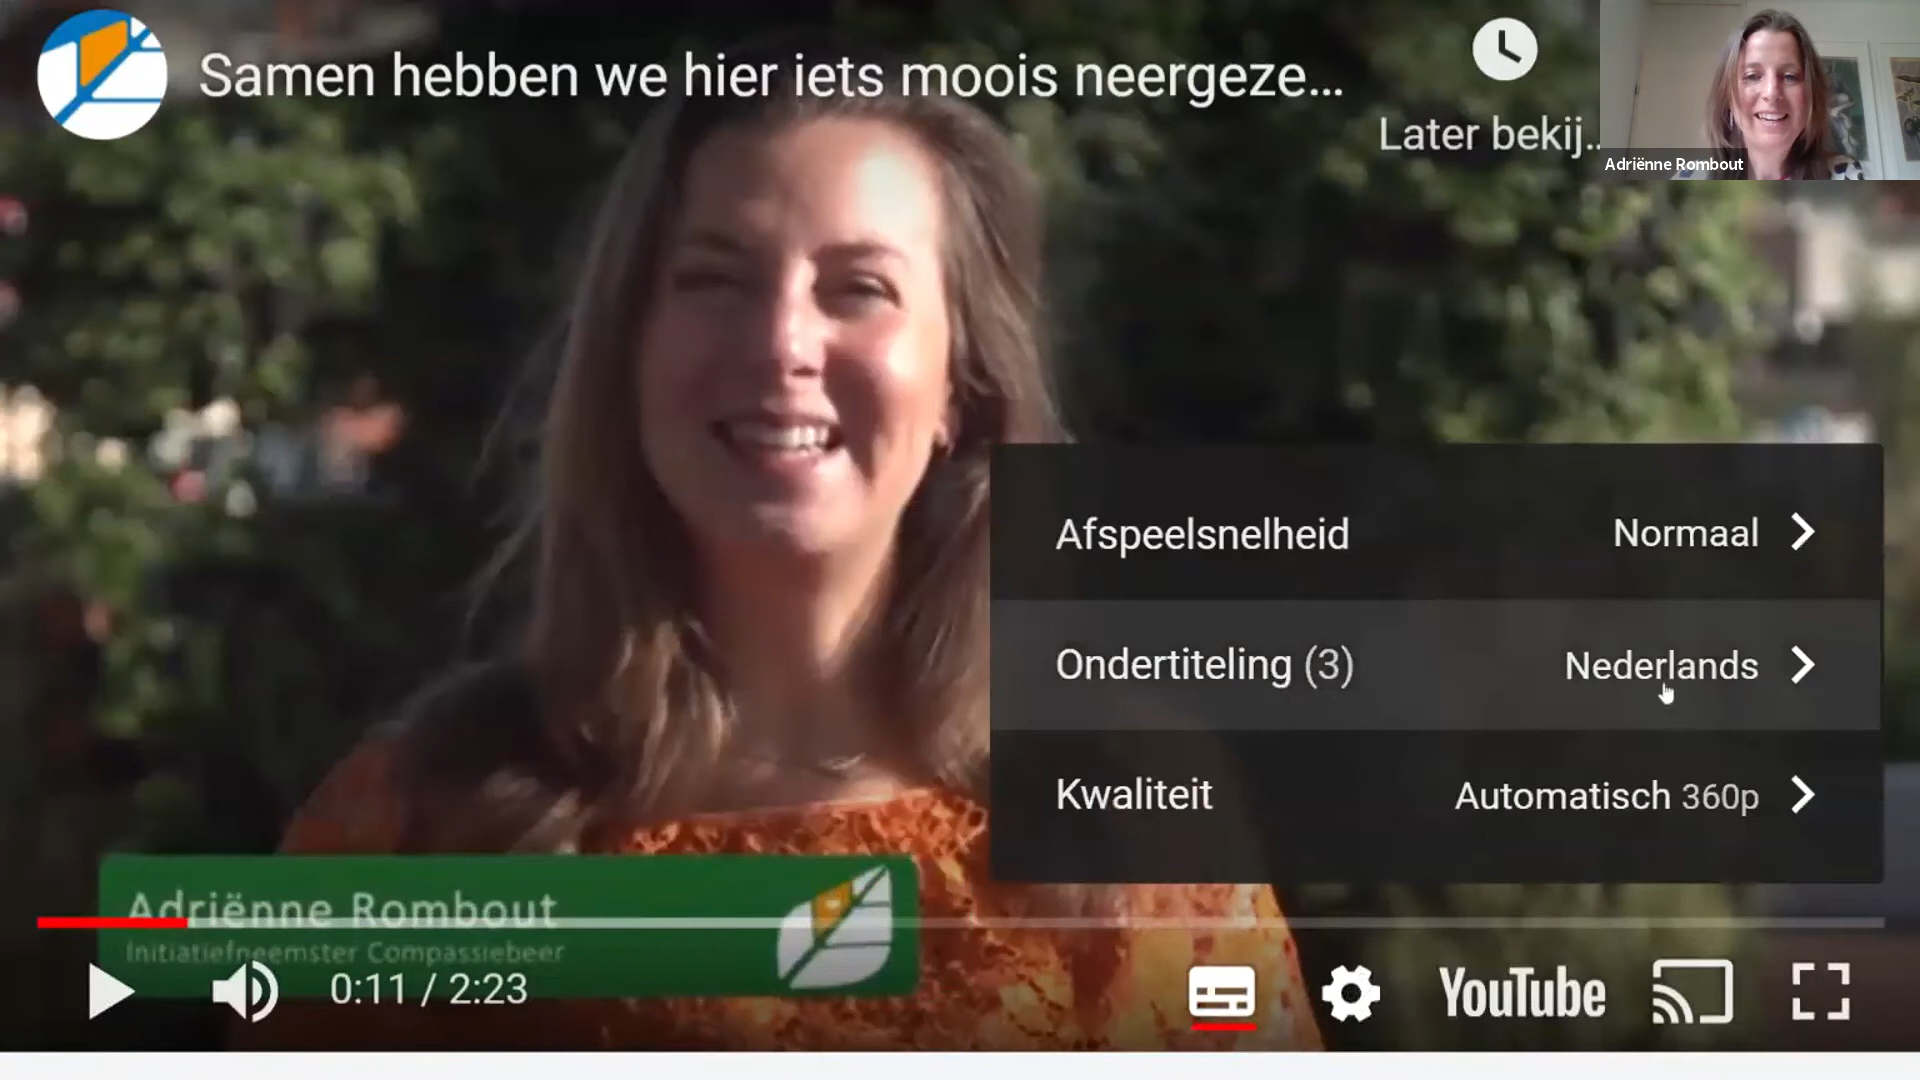 Samen hebben we hier iets moois neergeze...
Later bekij...
Adriënne Rombout
Afspeelsnelheid Normaal
Ondertiteling (3) Nederlands
Kwaliteit Automatisch 360p
Adriënne Rombout
Initiatiefneemster Compassiebeer
0:11 / 2:23
YouTube